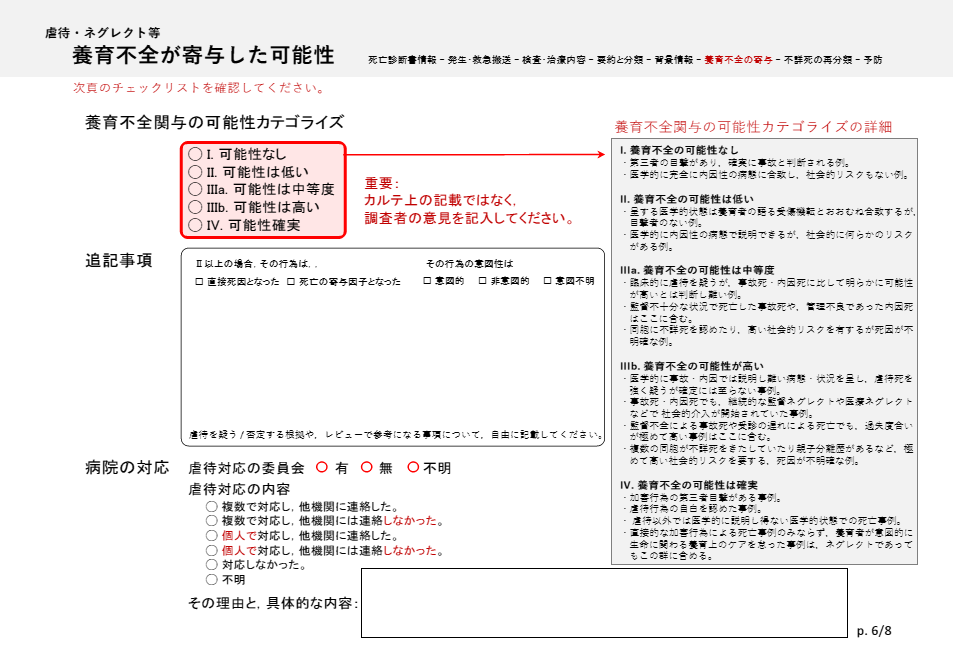 虐待・ネグレクト等
養育不全が寄与した可能性
死亡診断書情報 – 発生・救急搬送 – 検査・治療内容 – 要約と分類 – 背景情報 – 養育不全の寄与 – 不詳死の再分類 – 予防
次頁のチェックリストを確認してください。
養育不全関与の可能性カテゴライズ
○ I. 可能性なし
○ II. 可能性は低い
○ IIIa. 可能性は中等度
○ IIIb. 可能性は高い
○ IV. 可能性確実
重要：
カルテ上の記載ではなく，
調査者の意見を記入してください。
追記事項
Ⅱ以上の場合，その行為は，.
□ 直接死因となった □ 死亡の寄与因子となった
その行為の意図性は
□ 意図的 □ 非意図的 □ 意図不明
虐待を疑う / 否定する根拠や，レビューで参考になる事項について，自由に記載してください。
病院の対応
虐待対応の委員会 ○ 有 ○ 無 ○不明
虐待対応の内容
○ 複数で対応し，他機関に連絡した。
○ 複数で対応し，他機関には連絡しなかった。
○ 個人で対応し，他機関に連絡した。
○ 個人で対応し，他機関には連絡しなかった。
○ 対応しなかった。
○ 不明
その理由と，具体的な内容：
養育不全関与の可能性カテゴライズの詳細
I. 養育不全の可能性なし
・第三者の目撃があり，確実に事故と判断される例。
・医学的に完全に内因性の病態に合致し，社会的リスクもない例。
II. 養育不全の可能性は低い
・呈する医学的状態は養育者の語る受傷機転とおおむね合致するが，
目撃者のない例。
・医学的に内因性の病態で説明できるが，社会的に何らかのリスク
がある例。
IIIa. 養育不全の可能性は中等度
・臨床的に虐待を疑うが，事故死・内因死に比して明らかに可能性
が高いとは判断し難い例。
・監督不十分な状況で死亡した事故死や，管理不良であった内因死
はここに含む。
・同胞に不詳死を認めたり，高い社会的リスクを有するが死因が不
明確な例。
IIIb. 養育不全の可能性が高い
・医学的に事故・内因では説明し難い病態・状況を呈し，虐待死を
強く疑うが確定には至らない事例。
・事故死・内因死でも，継続的な監督ネグレクトや医療ネグレクト
などで 社会的介入が開始されていた事例。
・監督不全による事故死や受診の遅れによる死亡でも，過失度合い
が極めて高い事例はここに含む。
・複数の同胞が不詳死をきたしていたり親子分離歴があるなど，極
めて高い社会的リスクを要する，死因が不明確な例。
IV. 養育不全の可能性は確実
・加害行為の第三者目撃がある事例。
・虐待行為の自白を認めた事例。
・虐待以外では医学的に説明し得ない医学的状態での死亡事例。
・直接的な加害行為による死亡事例のみならず，養育者が意図的に
生命に関わる養育上のケアを怠った事例は，ネグレクトであって
もこの群に含める。
p. 6/8